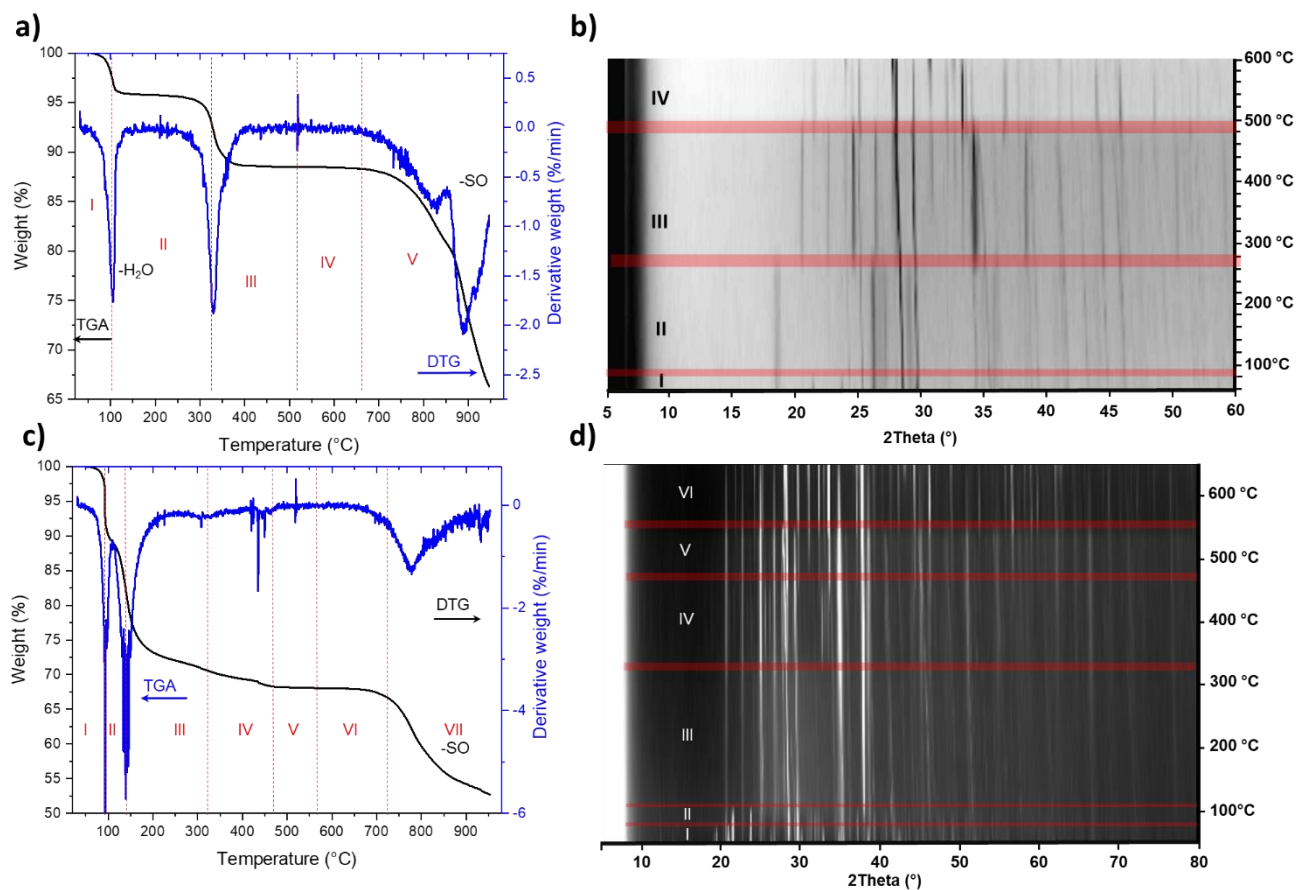 a)
Weight (%)
100
95
90
85
80
75
70
65
0.5
0.0
-0.5
-1.0
-1.5
-2.0
-2.5
Derivative weight (%/min)
-SO
I
II
III
IV
V
-H₂O
TGA
DTG
100 200 300 400 500 600 700 800 900
Temperature (°C)
b)
600 °C
500 °C
400 °C
300 °C
200 °C
100°C
IV
III
II
I
5 10 15 20 25 30 35 40 45 50 55 60
2Theta (°)
c)
Weight (%)
100
95
90
85
80
75
70
65
60
55
50
0
-2
-4
-6
Derivative weight (%/min)
DTG
TGA
I II III IV V VI VII
-SO
100 200 300 400 500 600 700 800 900
Temperature (°C)
d)
600 °C
500 °C
400 °C
300 °C
200 °C
100°C
VI
V
IV
III
II
I
10 20 30 40 50 60 70 80
2Theta (°)